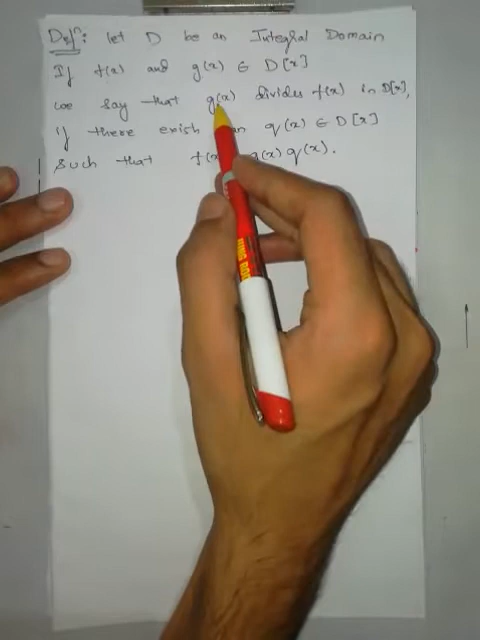 Defn: let D be an Integral Domain
If f(x) and g(x) ∈ D[x]
we say that g(x) divides f(x) in D[x],
if there exist an q(x) ∈ D[x]
Such that f(x) g(x) q(x).